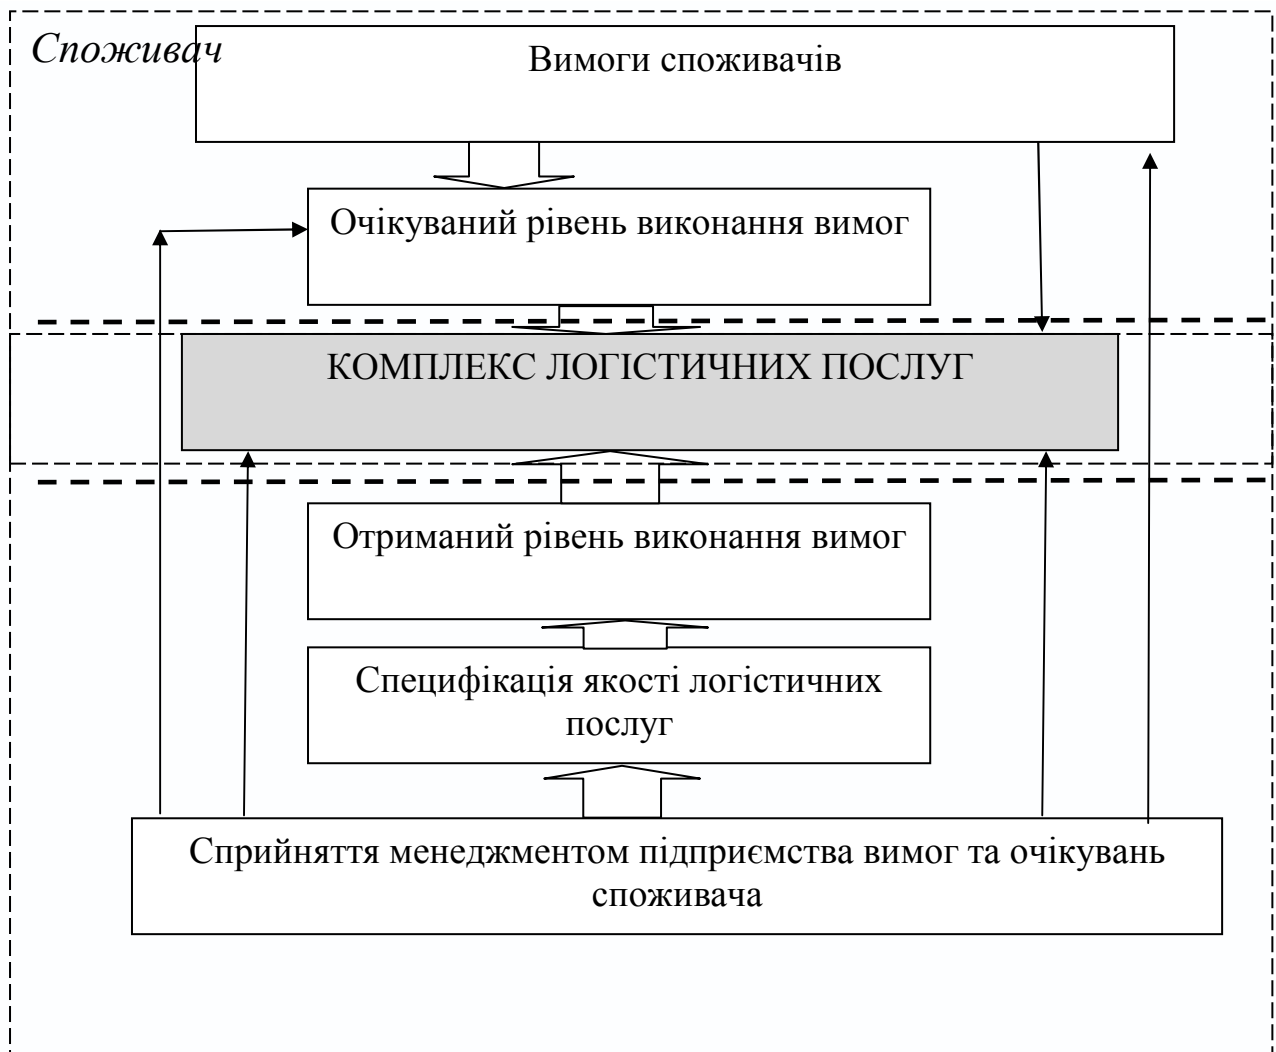 Споживач
Вимоги споживачів
Очікуваний рівень виконання вимог
КОМПЛЕКС ЛОГІСТИЧНИХ ПОСЛУГ
Отриманий рівень виконання вимог
Специфікація якості логістичних
послуг
Сприйняття менеджментом підприємства вимог та очікувань
споживача